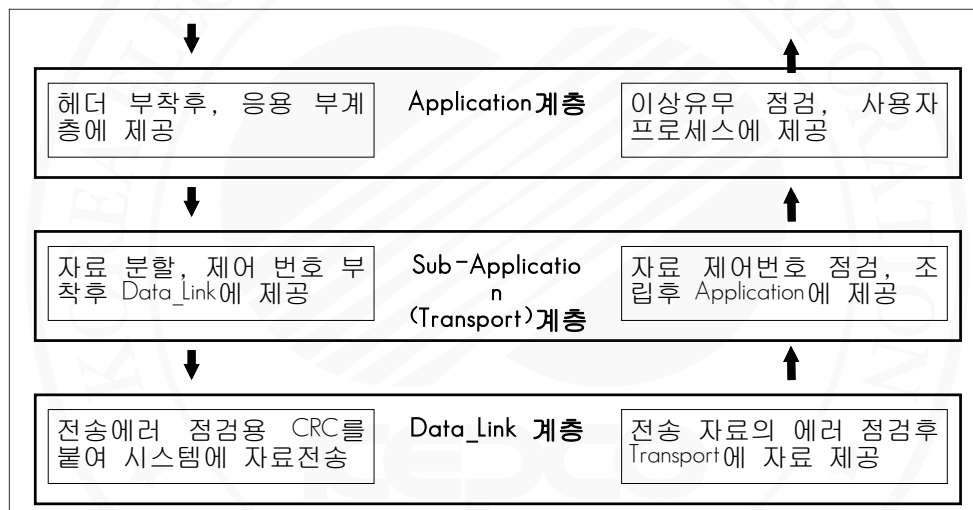 헤더 부착후, 응용 부계
층에 제공
Application계층
이상유무 점검, 사용자
프로세스에 제공
자료 분할, 제어 번호 부
착후 Data_Link에 제공
Sub-Applicatio
n
(Transport)계층
자료 제어번호 점검, 조
립후 Application에 제공
전송에러 점검용 CRC를
붙여 시스템에 자료전송
Data_Link 계층
전송 자료의 에러 점검후
Transport에 자료 제공